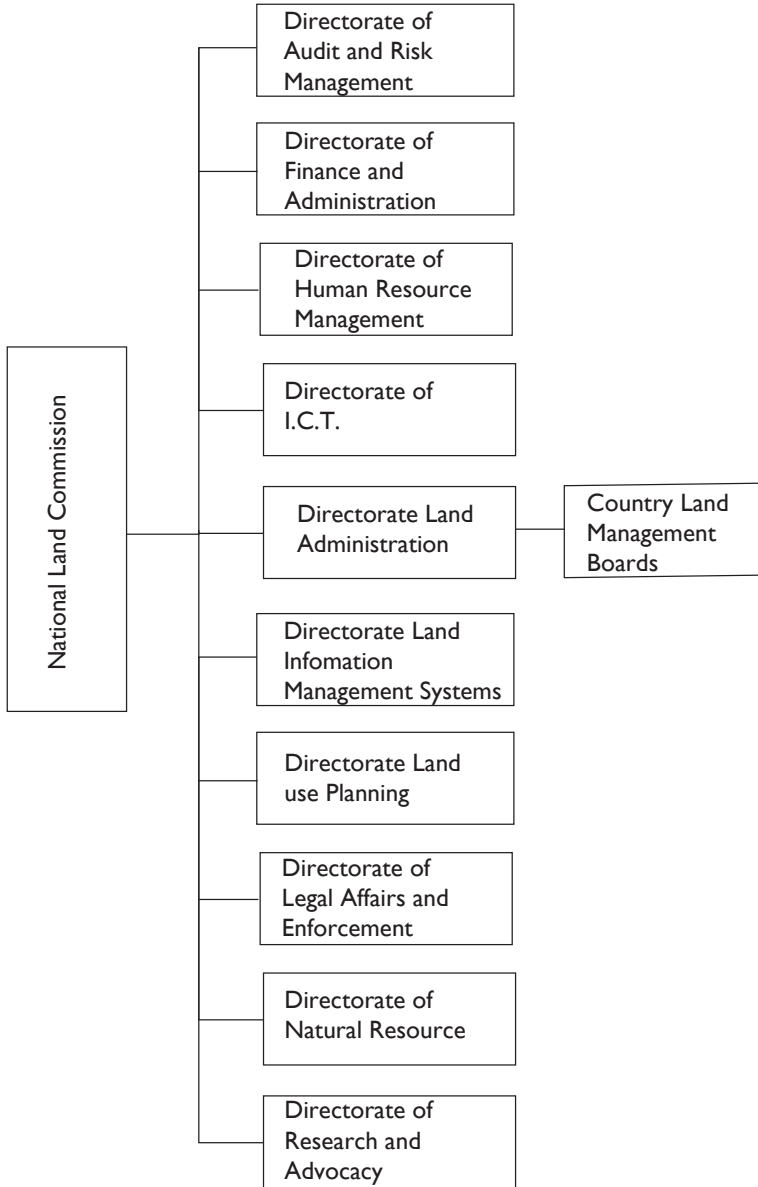 Directorate of
Audit and Risk
Management
Directorate of
Finance and
Administration
Directorate of
Human Resource
Management
National Land Commission
Directorate of
I.C.T.
Directorate Land
Administration
Country Land
Management
Boards
Directorate Land
Infomation
Management Systems
Directorate Land
use Planning
Directorate of
Legal Affairs and
Enforcement
Directorate of
Natural Resource
Directorate of
Research and
Advocacy